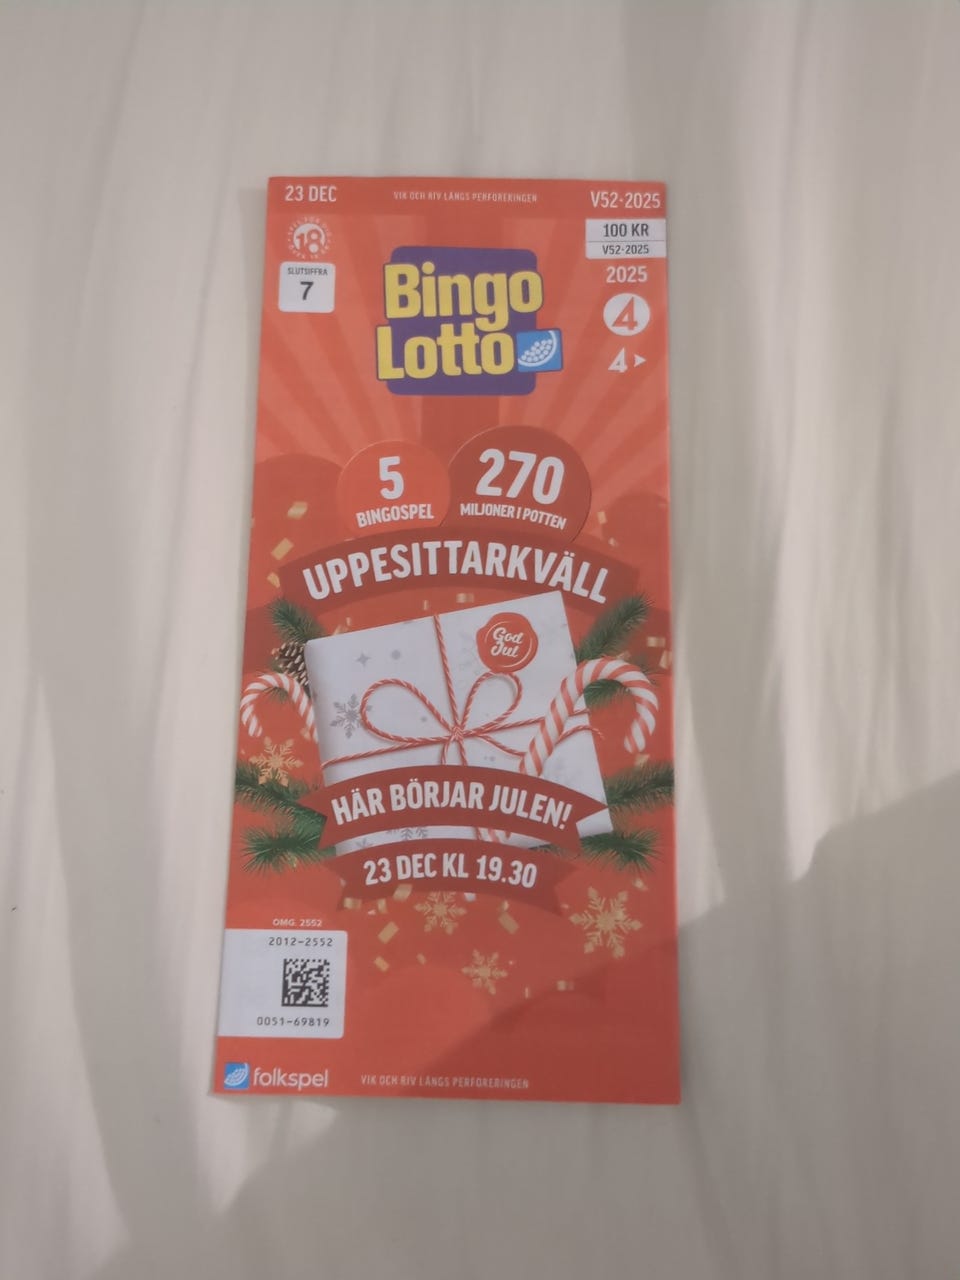 23 DEC
VIK OCH RIV LÄNGS PERFORERINGEN
V52-2025
18
100 KR
V52-2025
SLUTSIFFRA
7
2025
4
4
Bingo
Lotto
5
BINGOSPEL
270
MILJONER I POTTEN
UPPESITTARKVÄLL
God
Jul
HÄR BÖRJAR JULEN!
23 DEC KL 19.30
OMG. 2552
2012-2552
0051-69819
folkspel
VIK OCH RIV LÄNGS PERFORERINGEN